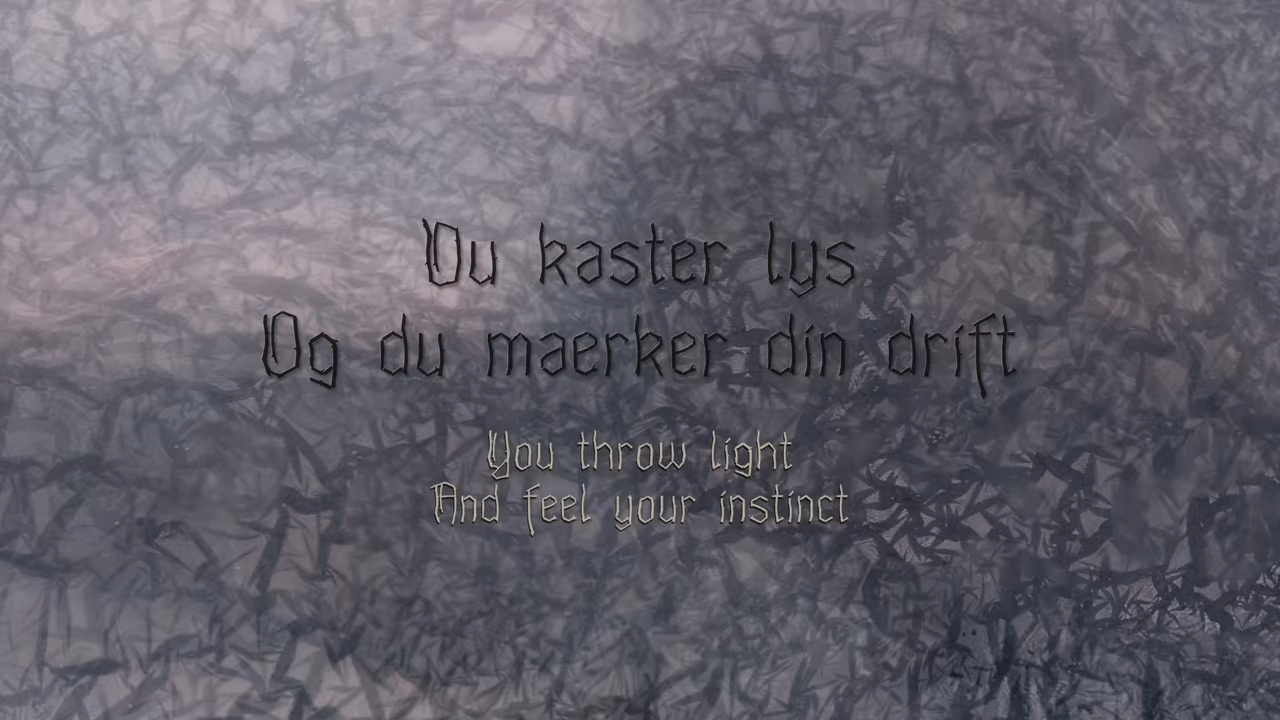 Du kaster lys
Og du maerker din drift
You throw light
And feel your instinct